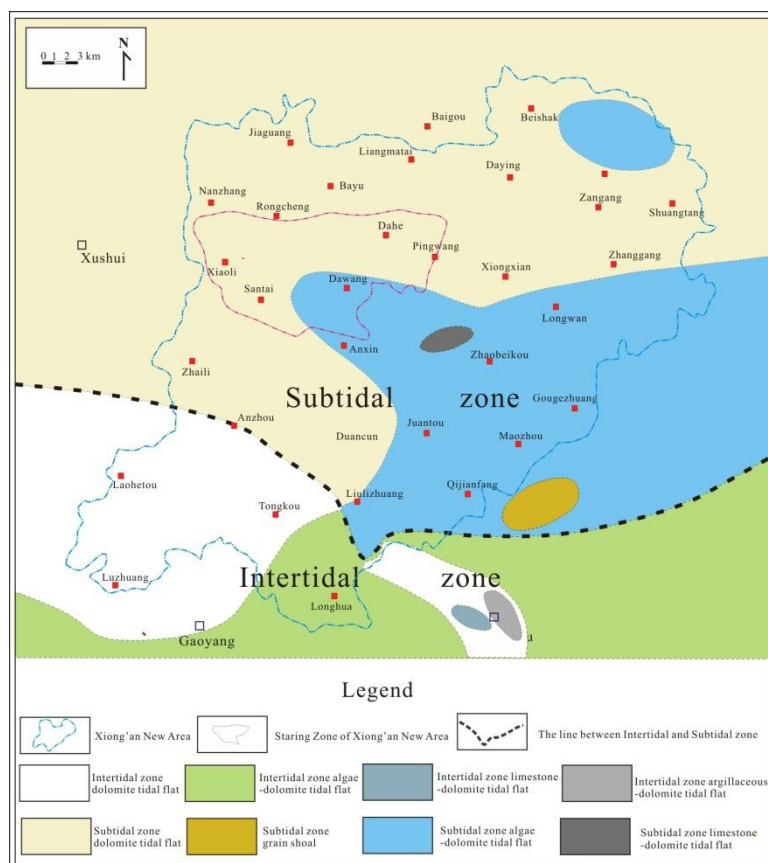 N
0 1 2 3 km
Baigou
Beishak
Jiaguang
Liangmatai
Daying
Bayu
Nanzhang
Rongcheng
Zangang
Shuangtang
Dahe
Xushui
Pingwang
Xiaoli
Xiongxian
Zhanggang
Santai
Dawang
Longwan
Anxin
Zhaobeikou
Zhaili
Subtidal zone
Gougezhuang
Anzhou
Duancun
Juantou
Maozhou
Laohetou
Qijianfang
Liulizhuang
Tongkou
Luzhuang
Intertidal zone
Longhua
Gaoyang
u
Legend
Xiong'an New Area
Staring Zone of Xiong'an New Area
The line between Intertidal and Subtidal zone
Intertidal zone
dolomite tidal flat
Intertidal zone algae
-dolomite tidal flat
Intertidal zone limestone
-dolomite tidal flat
Intertidal zone argillaceous
-dolomite tidal flat
Subtidal zone
dolomite tidal flat
Subtidal zone
grain shoal
Subtidal zone algae
-dolomite tidal flat
Subtidal zone limestone
-dolomite tidal flat